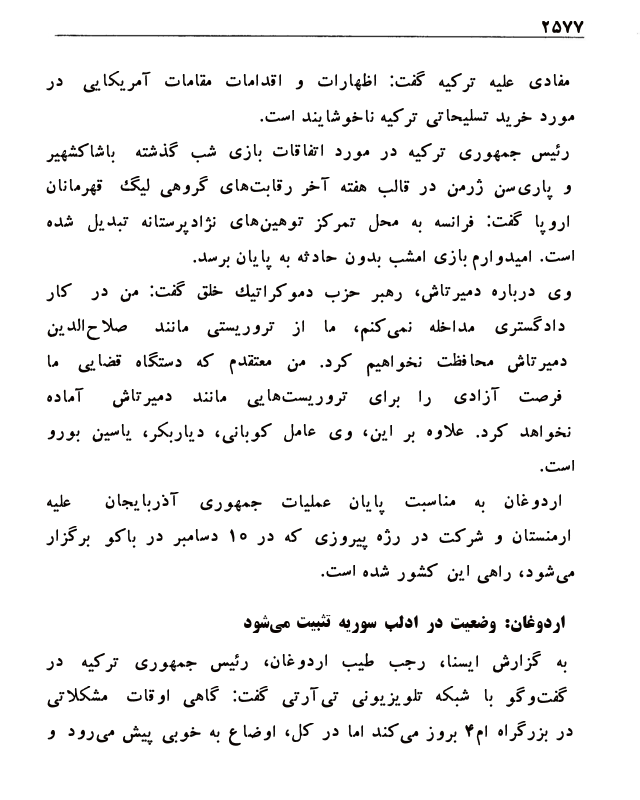 ۲۵۷۷
مفادی علیه ترکیه گفت: اظهارات و اقدامات مقامات آمریکایی در
مورد خرید تسلیحاتی ترکیه ناخوشایند است.
رئیس جمهوری ترکیه در مورد اتفاقات بازی شب گذشته باشاکشهیر
و پاری‌سن ژرمن در قالب هفته آخر رقابت‌های گروهی لیگ قهرمانان
اروپا گفت: فرانسه به محل تمرکز توهین‌های نژادپرستانه تبدیل شده
است. امیدوارم بازی امشب بدون حادثه به پایان برسد.
وی درباره دمیرتاش، رهبر حزب دموکراتیك خلق گفت: من در کار
دادگستری مداخله نمی‌کنم، ما از تروریستی مانند صلاح‌الدین
دمیرتاش محافظت نخواهیم کرد. من معتقدم که دستگاه قضایی ما
فرصت آزادی را برای تروریست‌هایی مانند دمیرتاش آماده
نخواهد کرد. علاوه بر این، وی عامل کوبانی، دیاربکر، یاسین بورو
است.
اردوغان به مناسبت پایان عملیات جمهوری آذربایجان علیه
ارمنستان و شرکت در رژه پیروزی که در ۱۰ دسامبر در باکو برگزار
می‌شود، راهی این کشور شده است.
اردوغان: وضعیت در ادلب سوریه تثبیت می‌شود
به گزارش ایسنا، رجب طیب اردوغان، رئیس جمهوری ترکیه در
گفت‌وگو با شبکه تلویزیونی تی‌آرتی گفت: گاهی اوقات مشکلاتی
در بزرگراه ام۴ بروز می‌کند اما در کل، اوضاع به خوبی پیش می‌رود و